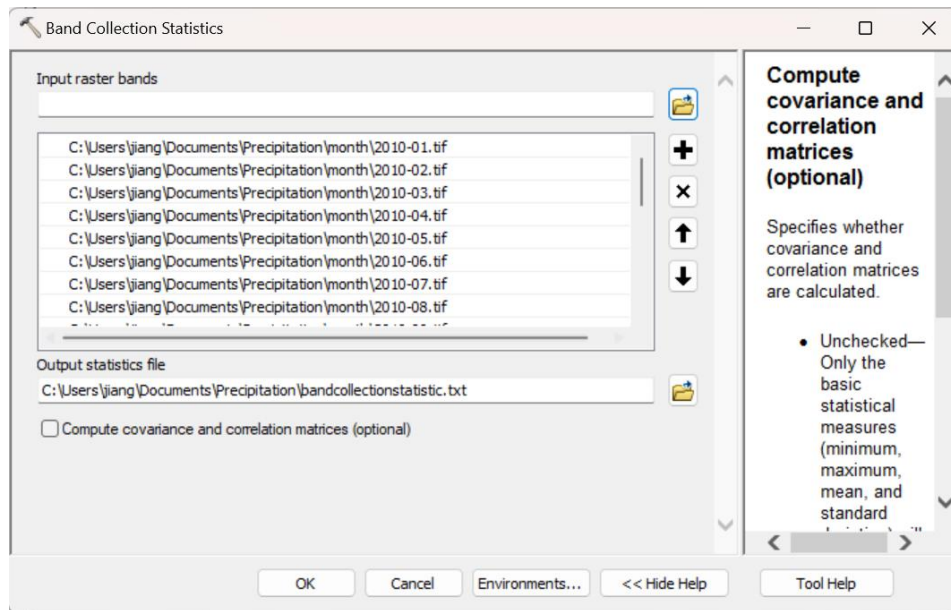 Band Collection Statistics
Input raster bands
C:\Users\jiang\Documents\Precipitation\month\2010-01.tif
C:\Users\jiang\Documents\Precipitation\month\2010-02.tif
C:\Users\jiang\Documents\Precipitation\month\2010-03.tif
C:\Users\jiang\Documents\Precipitation\month\2010-04.tif
C:\Users\jiang\Documents\Precipitation\month\2010-05.tif
C:\Users\jiang\Documents\Precipitation\month\2010-06.tif
C:\Users\jiang\Documents\Precipitation\month\2010-07.tif
C:\Users\jiang\Documents\Precipitation\month\2010-08.tif
Output statistics file
C:\Users\jiang\Documents\Precipitation\bandcollectionstatistic.txt
Compute covariance and correlation matrices (optional)
Compute
covariance and
correlation
matrices
(optional)
Specifies whether
covariance and
correlation matrices
are calculated.
• Unchecked—
Only the
basic
statistical
measures
(minimum,
maximum,
mean, and
standard
OK
Cancel
Environments...
<< Hide Help
Tool Help